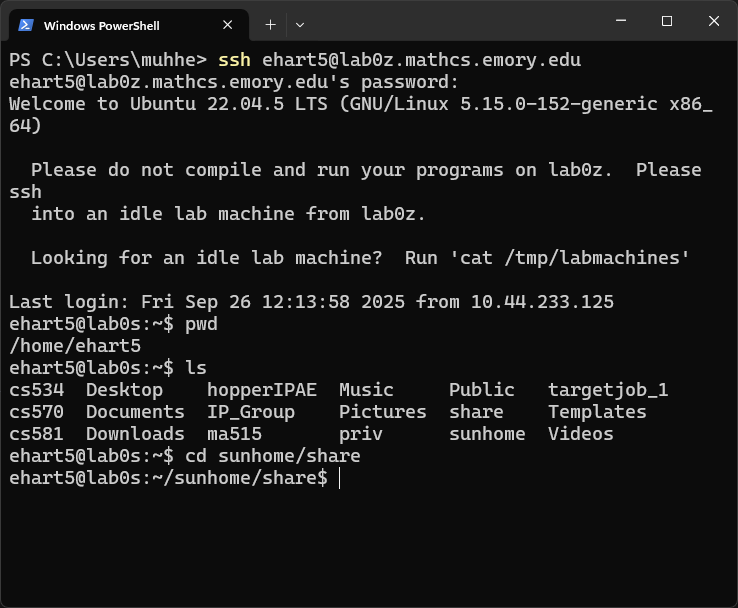 Windows PowerShell
PS C:\Users\muhhe> ssh ehart5@lab0z.mathcs.emory.edu
ehart5@lab0z.mathcs.emory.edu's password:
Welcome to Ubuntu 22.04.5 LTS (GNU/Linux 5.15.0-152-generic x86_
64)
Please do not compile and run your programs on lab0z.  Please
ssh
into an idle lab machine from lab0z.
Looking for an idle lab machine?  Run 'cat /tmp/labmachines'
Last login: Fri Sep 26 12:13:58 2025 from 10.44.233.125
ehart5@lab0s:~$ pwd
/home/ehart5
ehart5@lab0s:~$ ls
cs534  Desktop    hopperIPAE  Music     Public   targetjob_1
cs570  Documents  IP_Group    Pictures  share    Templates
cs581  Downloads  ma515       priv      sunhome  Videos
ehart5@lab0s:~$ cd sunhome/share
ehart5@lab0s:~/sunhome/share$